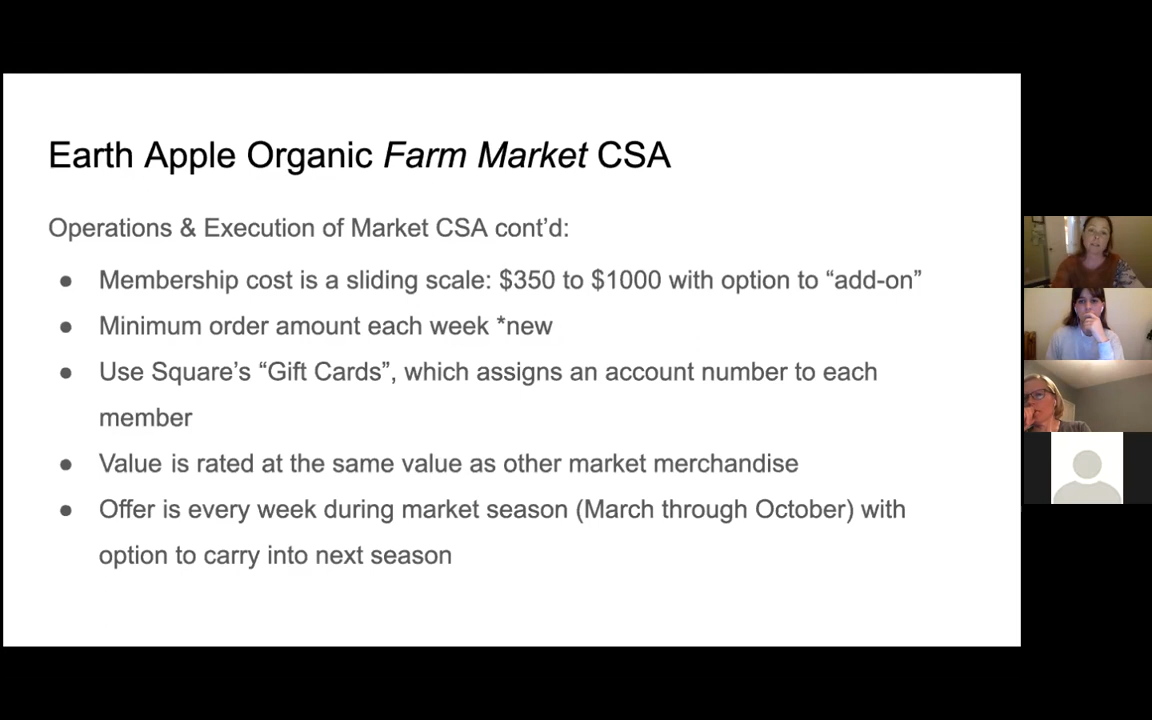 Earth Apple Organic Farm Market CSA
Operations & Execution of Market CSA cont’d:
● Membership cost is a sliding scale: $350 to $1000 with option to “add-on”
● Minimum order amount each week *new
● Use Square’s “Gift Cards”, which assigns an account number to each
member
● Value is rated at the same value as other market merchandise
● Offer is every week during market season (March through October) with
option to carry into next season